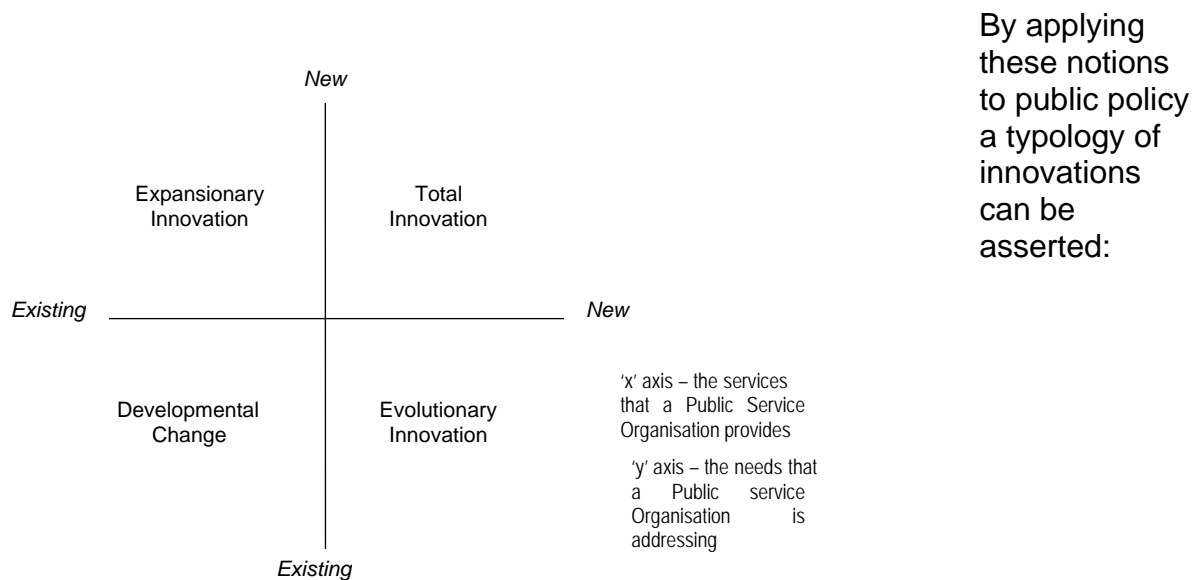 By applying
these notions
to public policy
a typology of
innovations
can be
asserted:
New
Expansionary
Innovation
Total
Innovation
Existing
New
Developmental
Change
Evolutionary
Innovation
‘x’ axis – the services
that a Public Service
Organisation provides
‘y’ axis – the needs that
a Public service
Organisation is
addressing
Existing